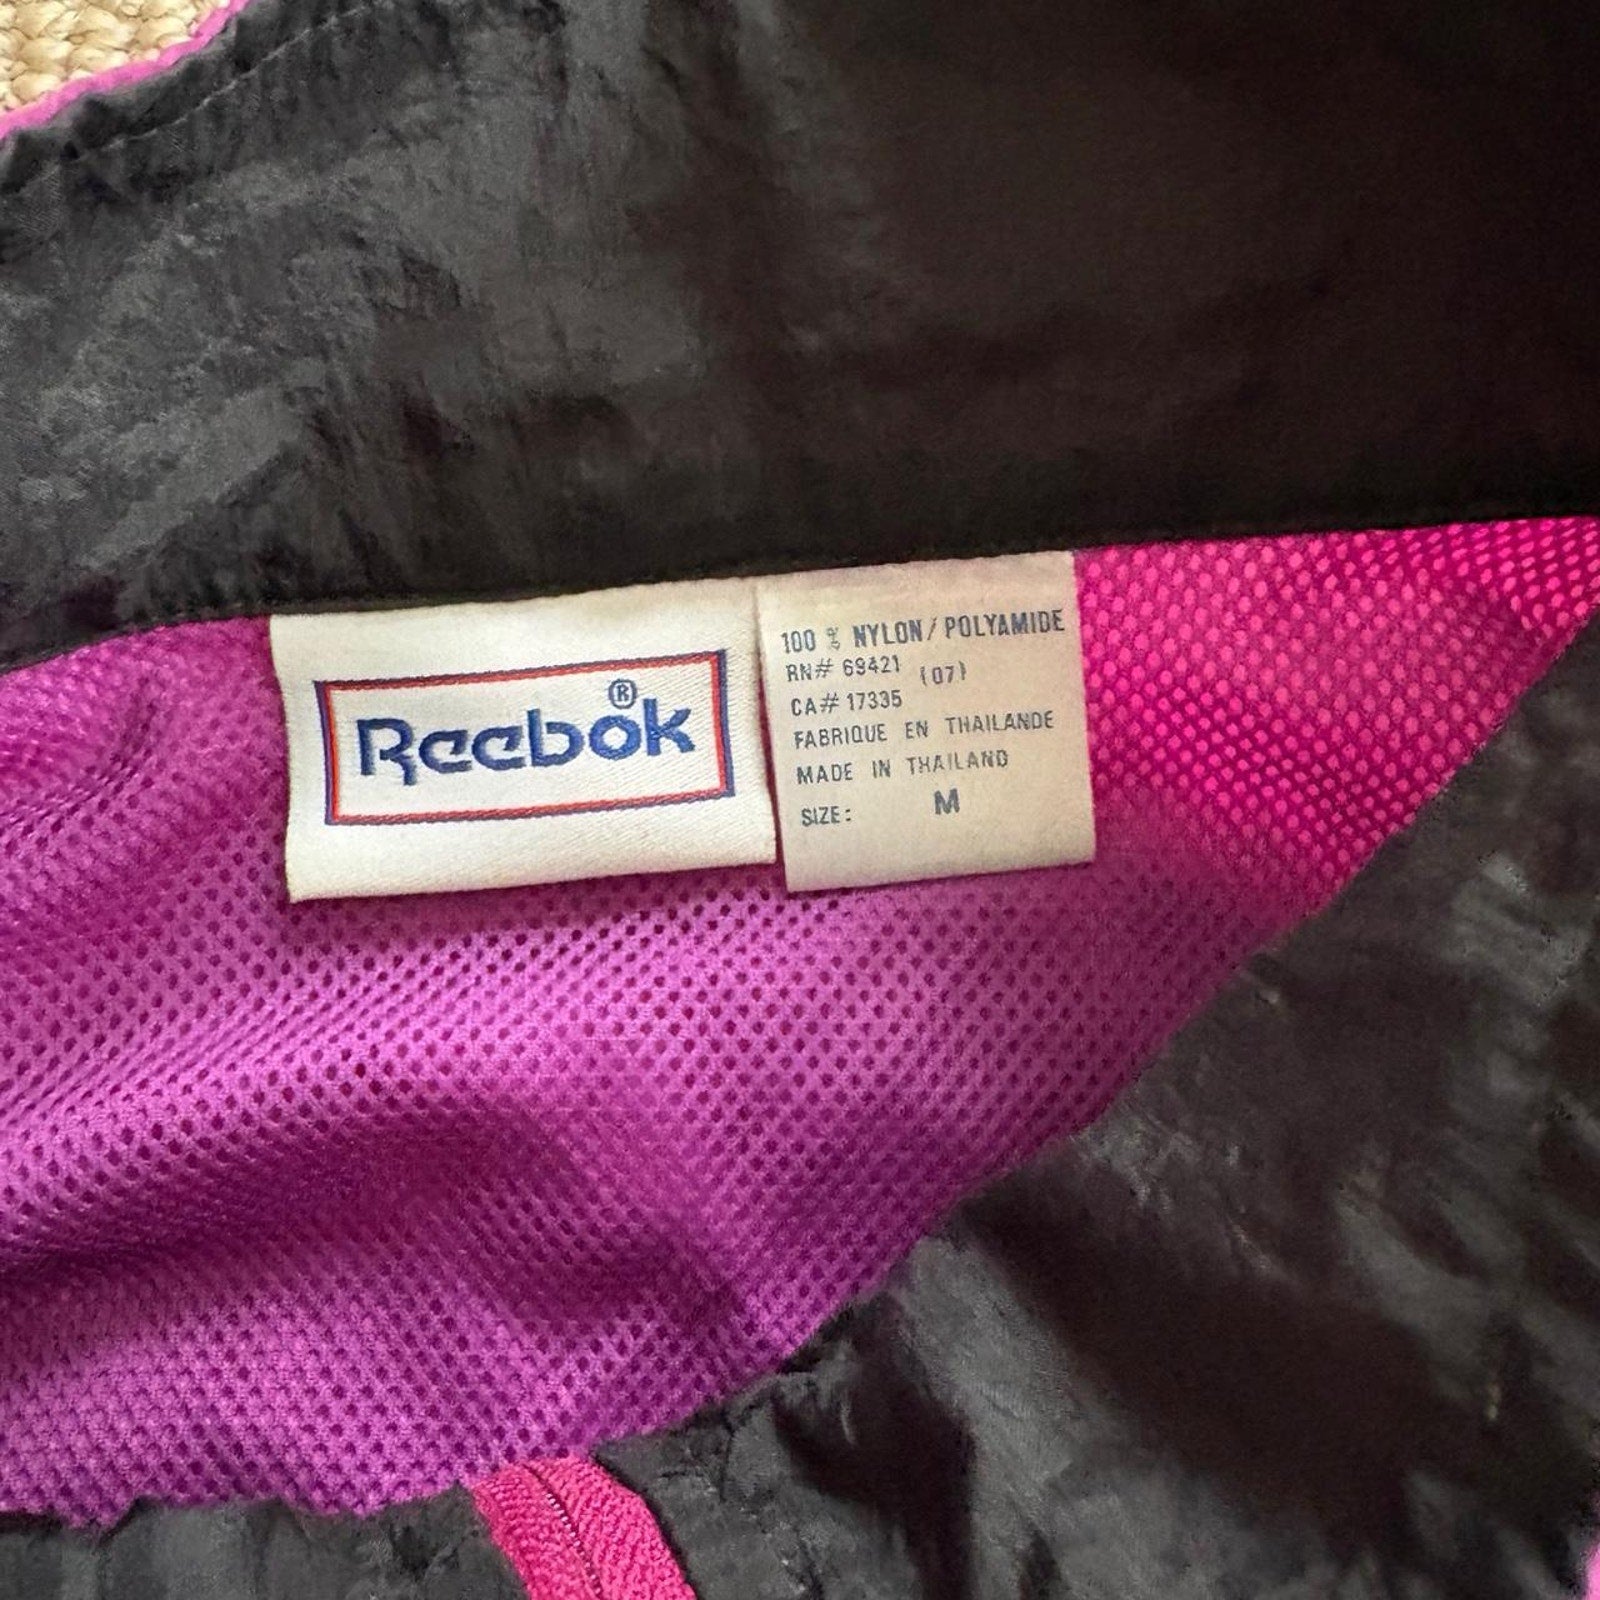 Reebok®
100 % NYLON/POLYAMIDE
RN# 69421 (07)
CA# 17335
FABRIQUE EN THAILANDE
MADE IN THAILAND
SIZE: M